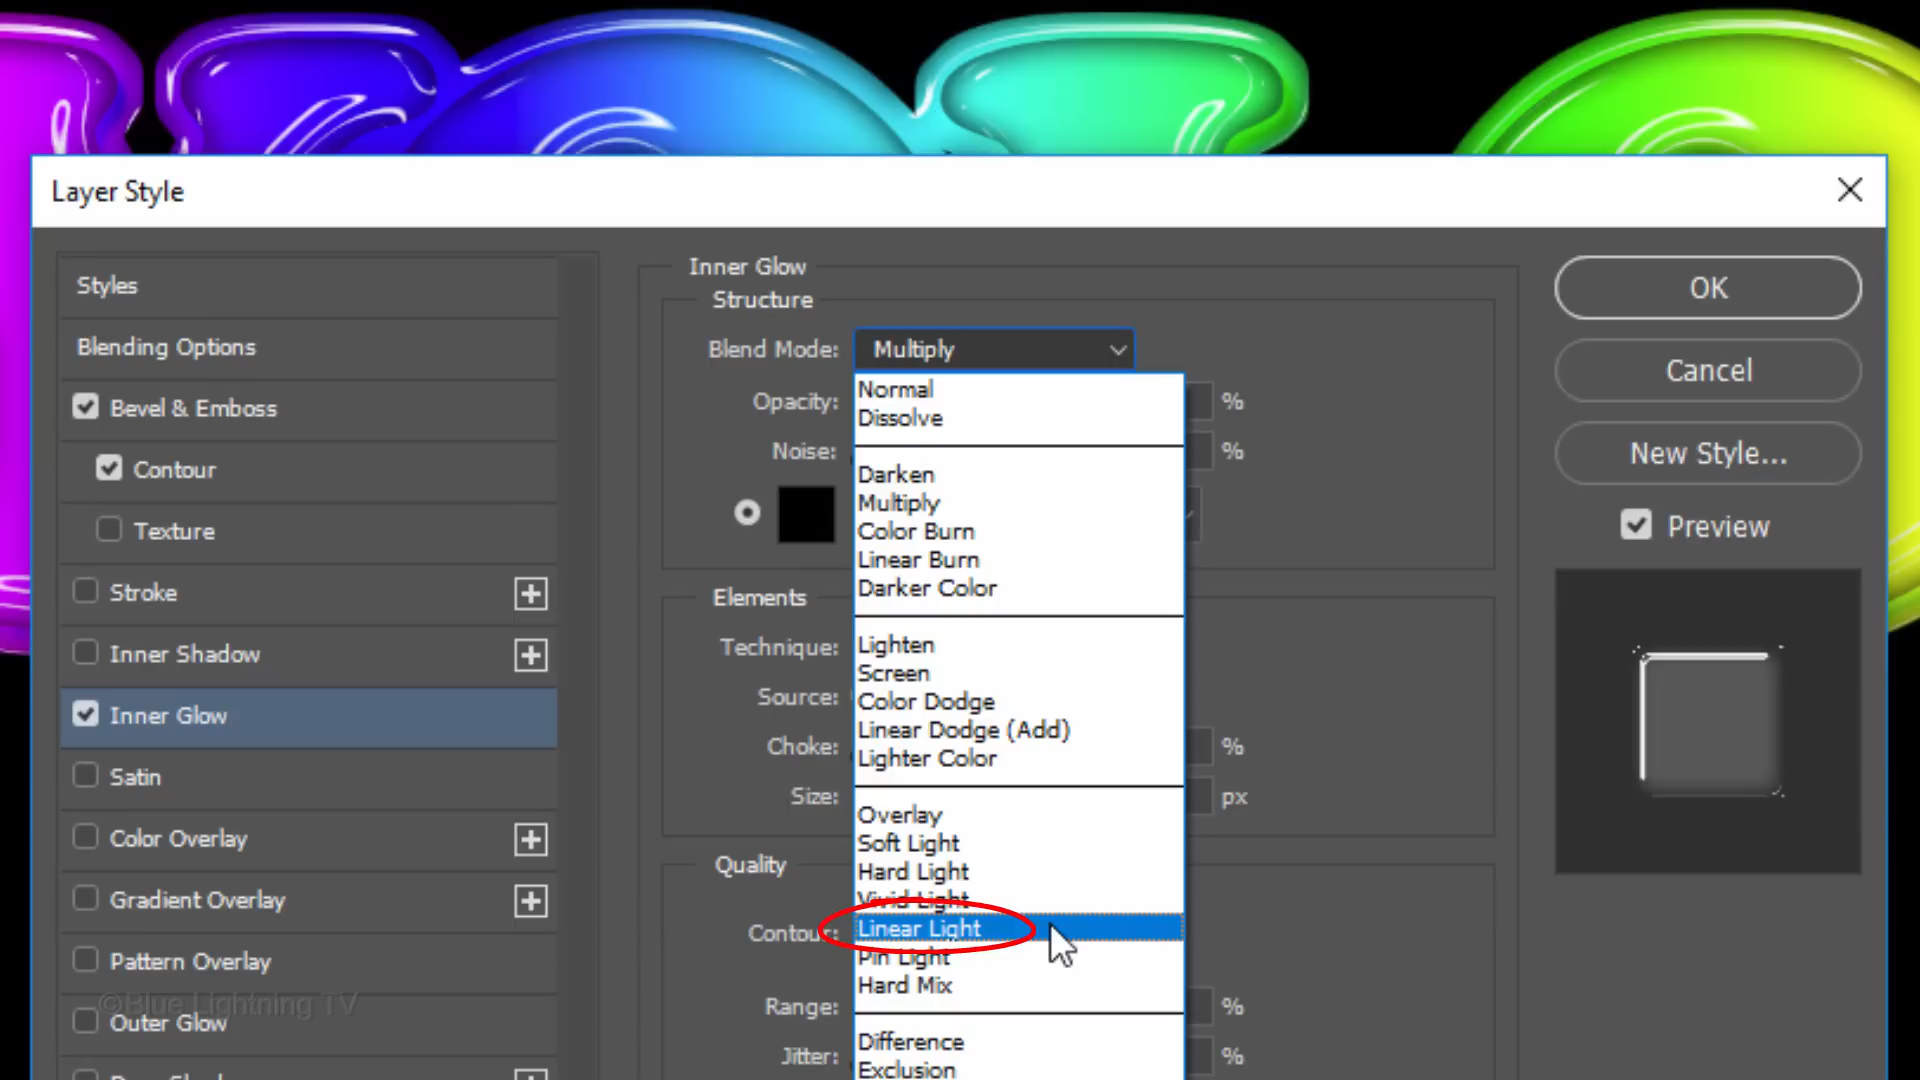 Layer Style
Styles
Blending Options
Bevel & Emboss
Contour
Texture
Stroke
Inner Shadow
Inner Glow
Satin
Color Overlay
Gradient Overlay
Pattern Overlay
©Blue Lightning TV
Outer Glow
Inner Glow
Structure
Blend Mode: Multiply
Opacity: %
Noise: %
Elements
Technique:
Source:
Choke: %
Size: px
Quality
Contour:
Range: %
Jitter: %
Normal
Dissolve
Darken
Multiply
Color Burn
Linear Burn
Darker Color
Lighten
Screen
Color Dodge
Linear Dodge (Add)
Lighter Color
Overlay
Soft Light
Hard Light
Vivid Light
Linear Light
Pin Light
Hard Mix
Difference
Exclusion
OK
Cancel
New Style...
Preview